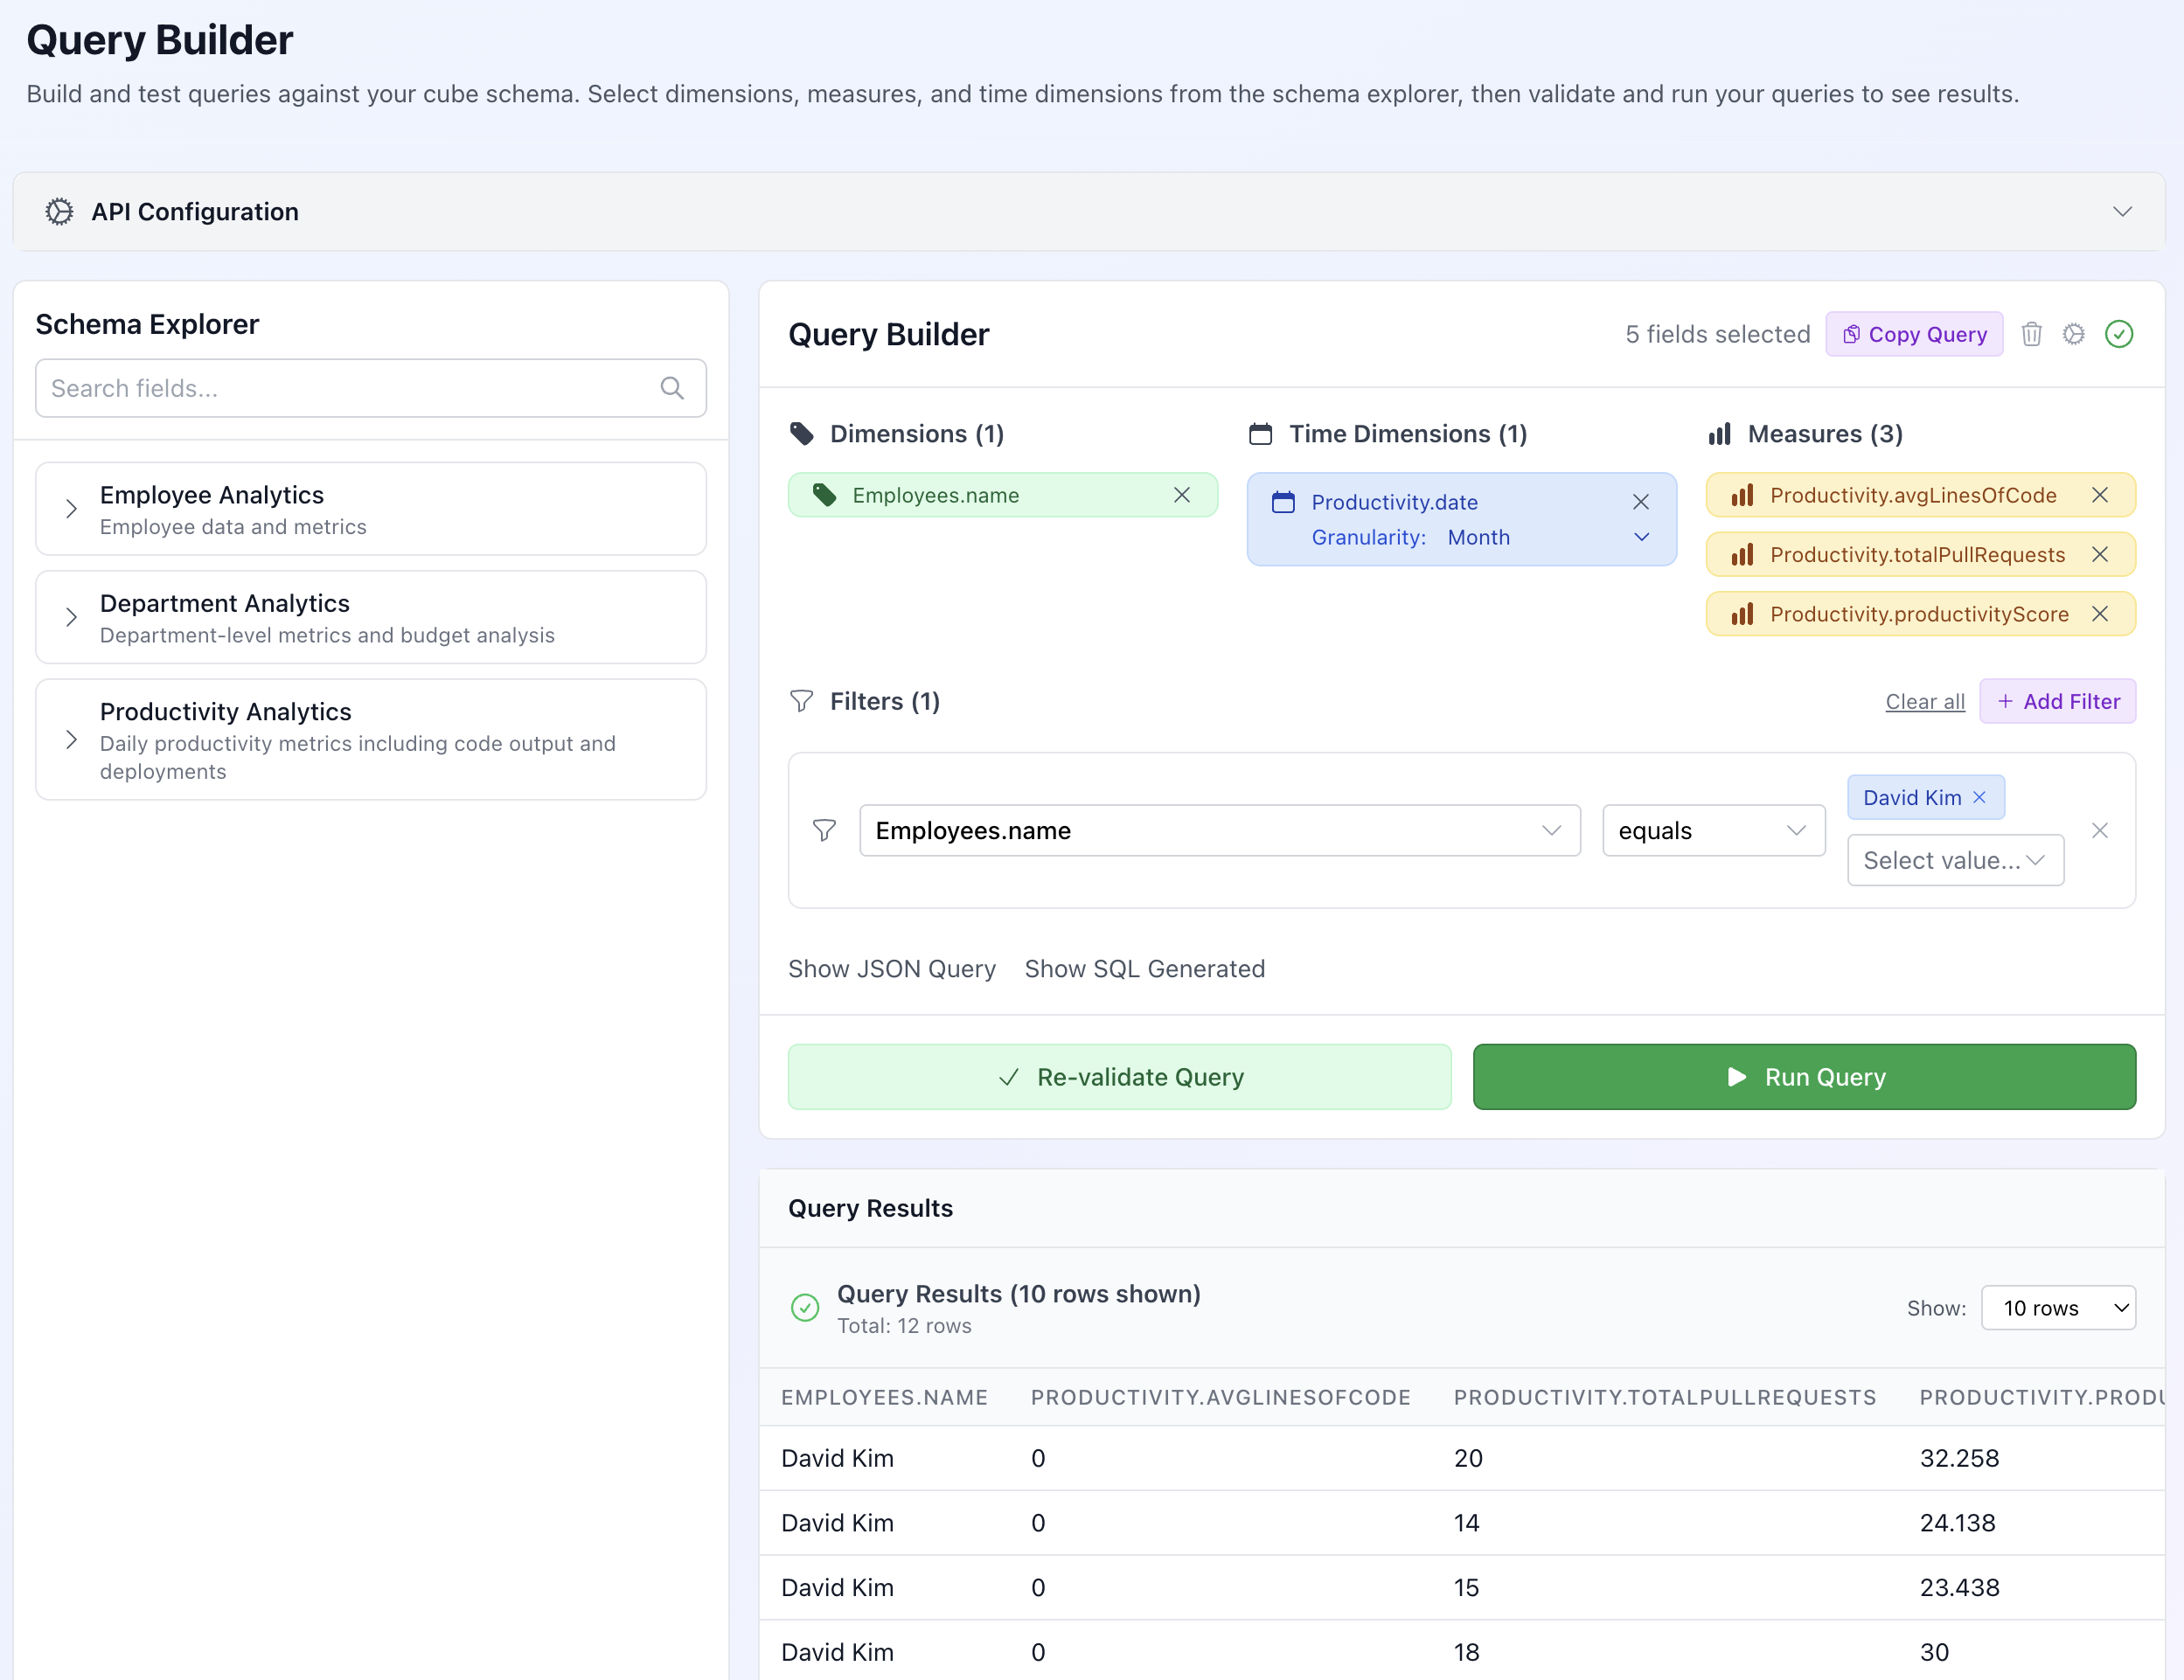 Query Builder
Build and test queries against your cube schema. Select dimensions, measures, and time dimensions from the schema explorer, then validate and run your queries to see results.
API Configuration
Schema Explorer
Search fields...
Employee Analytics
Employee data and metrics
Department Analytics
Department-level metrics and budget analysis
Productivity Analytics
Daily productivity metrics including code output and
deployments
Query Builder
5 fields selected
Copy Query
Dimensions (1)
Employees.name
Time Dimensions (1)
Productivity.date
Granularity: Month
Measures (3)
Productivity.avgLinesOfCode
Productivity.totalPullRequests
Productivity.productivityScore
Filters (1)
Clear all
+ Add Filter
Employees.name
equals
David Kim
Select value...
Show JSON Query Show SQL Generated
Re-validate Query
Run Query
Query Results
Query Results (10 rows shown)
Total: 12 rows
Show: 10 rows
EMPLOYEES.NAME PRODUCTIVITY.AVGLINESOFCODE PRODUCTIVITY.TOTALPULLREQUESTS PRODUCTIVITY.PRODU
David Kim 0 20 32.258
David Kim 0 14 24.138
David Kim 0 15 23.438
David Kim 0 18 30